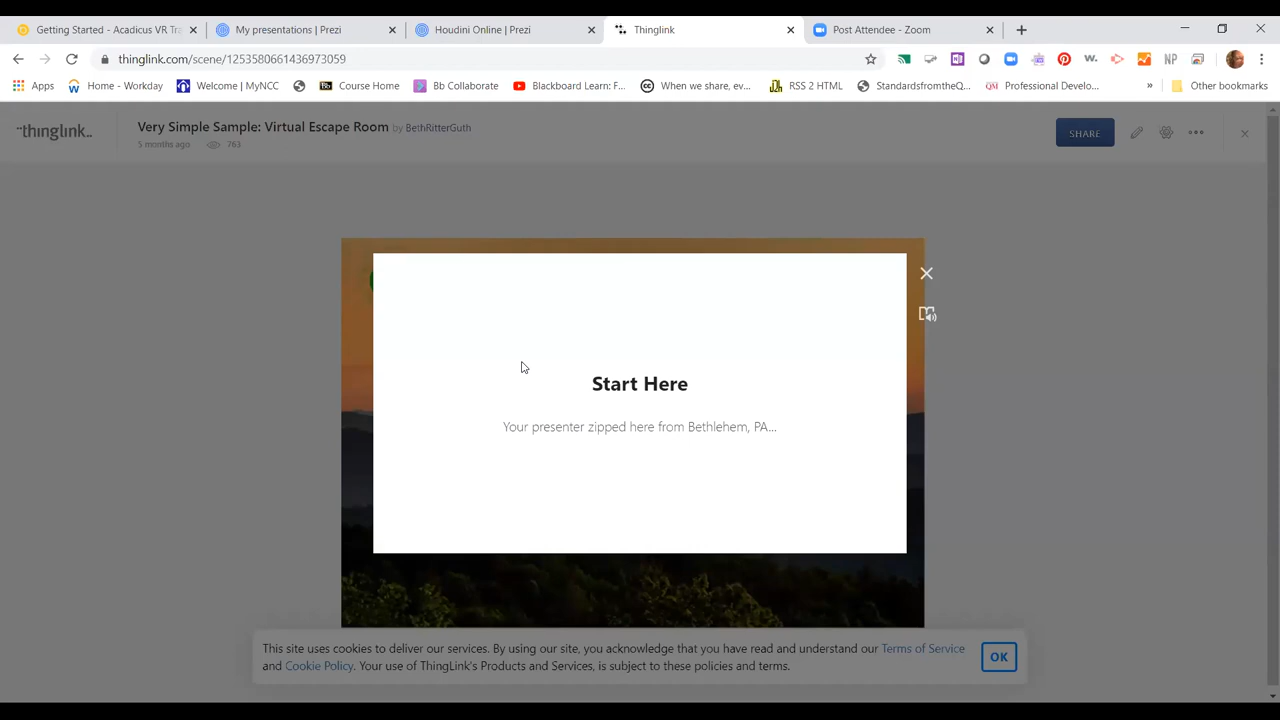 Getting Started - Acadicus VR Tra
My presentations | Prezi
Houdini Online | Prezi
Thinglink
Post Attendee - Zoom
thinglink.com/scene/1253580661436973059
Apps
Home - Workday
Welcome | MyNCC
Course Home
Bb Collaborate
Blackboard Learn: F...
When we share, ev...
RSS 2 HTML
StandardsfromtheQ...
Professional Develo...
»
Other bookmarks
thinglink..
Very Simple Sample: Virtual Escape Room by BethRitterGuth
5 months ago 763
SHARE
Start Here
Your presenter zipped here from Bethlehem, PA...
This site uses cookies to deliver our services. By using our site, you acknowledge that you have read and understand our Terms of Service
and Cookie Policy. Your use of ThingLink's Products and Services, is subject to these policies and terms.
OK